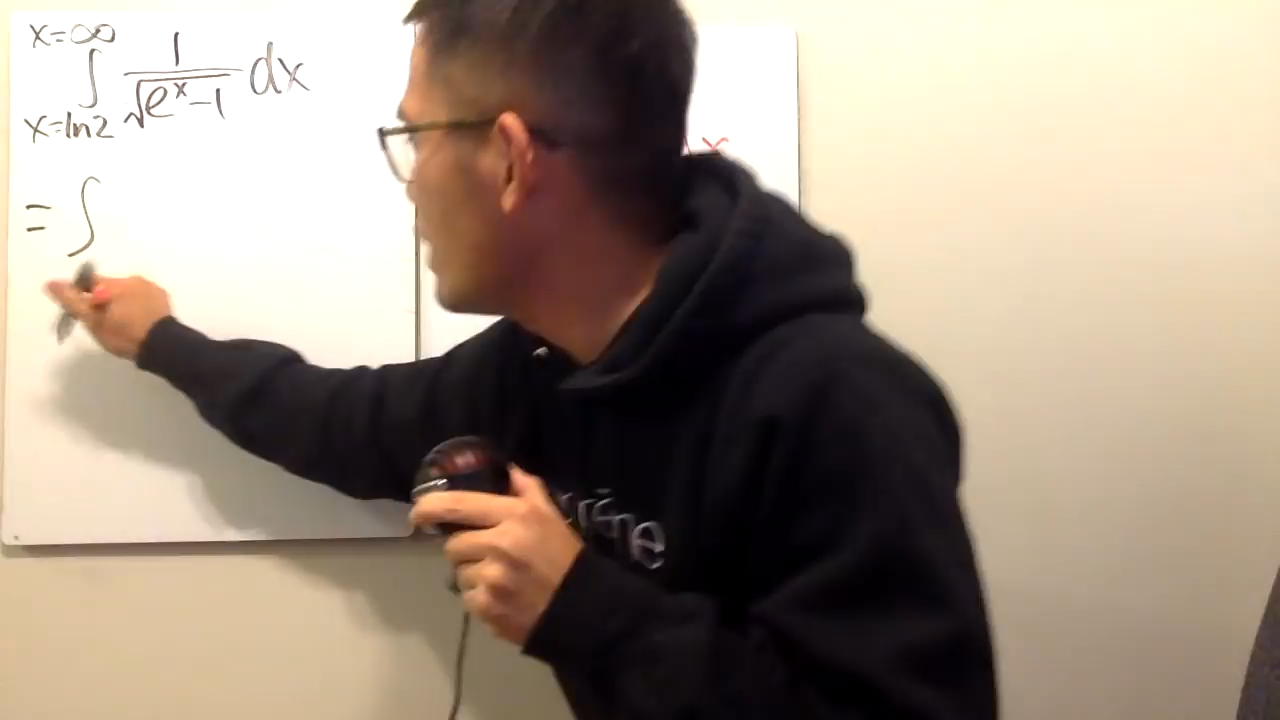 x=∞
∫ 1/√(e^x-1) dx
x=ln2
= ∫
x